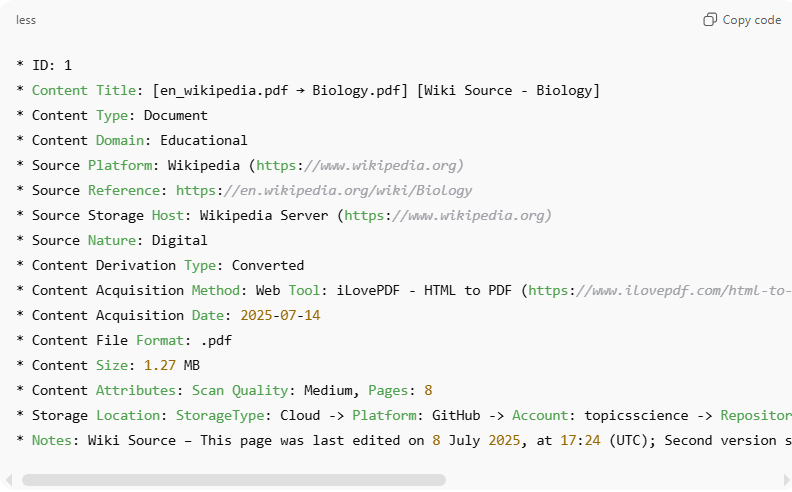 less
Copy code
* ID: 1
* Content Title: [en_wikipedia.pdf → Biology.pdf] [Wiki Source - Biology]
* Content Type: Document
* Content Domain: Educational
* Source Platform: Wikipedia (https://www.wikipedia.org)
* Source Reference: https://en.wikipedia.org/wiki/Biology
* Source Storage Host: Wikipedia Server (https://www.wikipedia.org)
* Source Nature: Digital
* Content Derivation Type: Converted
* Content Acquisition Method: Web Tool: iLovePDF - HTML to PDF (https://www.ilovepdf.com/html-to-
* Content Acquisition Date: 2025-07-14
* Content File Format: .pdf
* Content Size: 1.27 MB
* Content Attributes: Scan Quality: Medium, Pages: 8
* Storage Location: StorageType: Cloud -> Platform: GitHub -> Account: topicsscience -> Repositor
* Notes: Wiki Source – This page was last edited on 8 July 2025, at 17:24 (UTC); Second version s